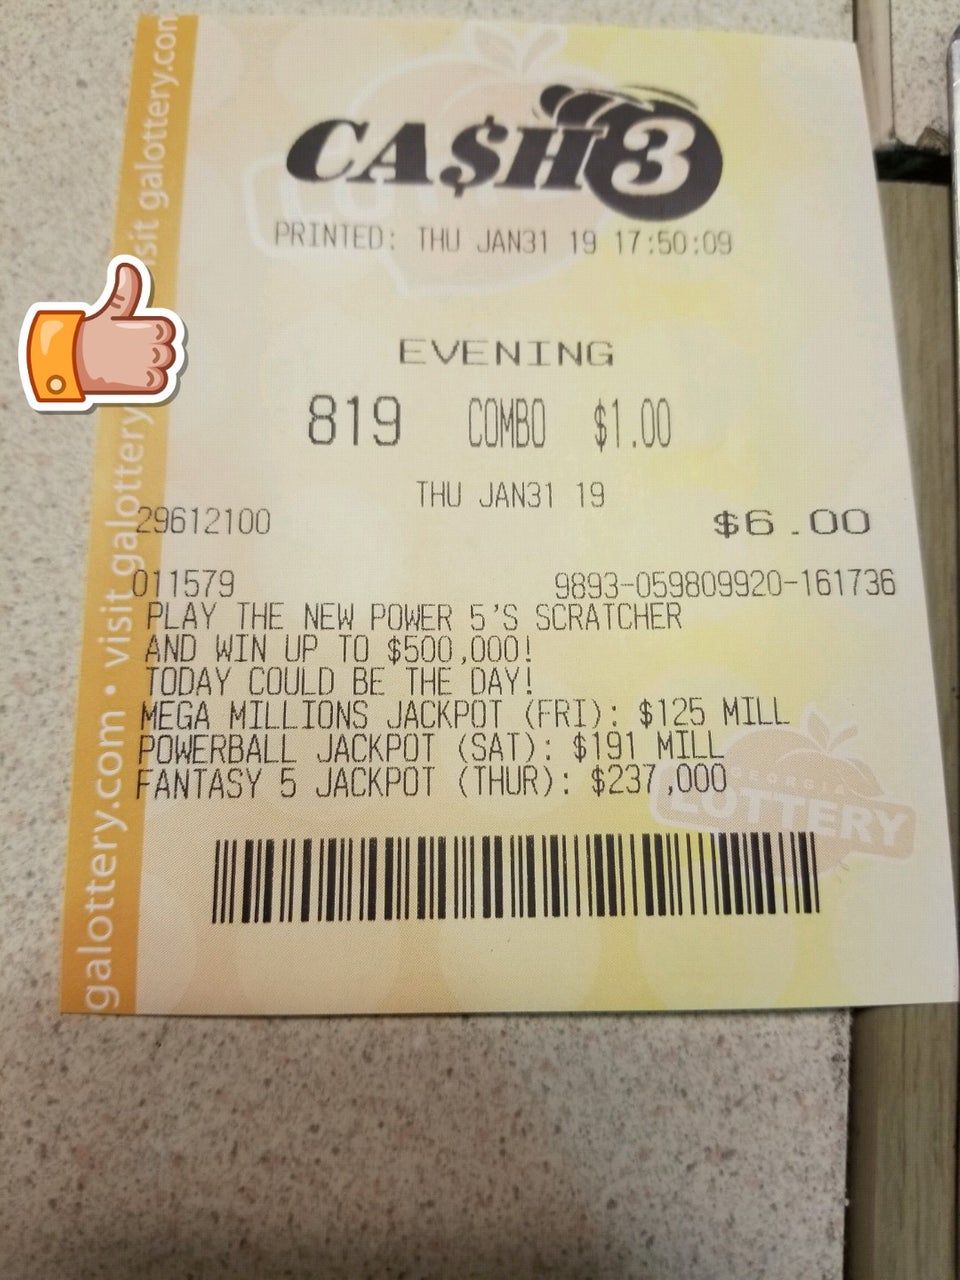 CA$H 3
PRINTED: THU JAN31 19 17:50:09
EVENING
819 COMBO $1.00
THU JAN31 19
29612100 $6.00
011579 9893-059809920-161736
PLAY THE NEW POWER 5'S SCRATCHER
AND WIN UP TO $500,000!
TODAY COULD BE THE DAY!
MEGA MILLIONS JACKPOT (FRI): $125 MILL
POWERBALL JACKPOT (SAT): $191 MILL
FANTASY 5 JACKPOT (THUR): $237,000
GEORGIA
LOTTERY
galottery.com • visit galottery visit galottery.com